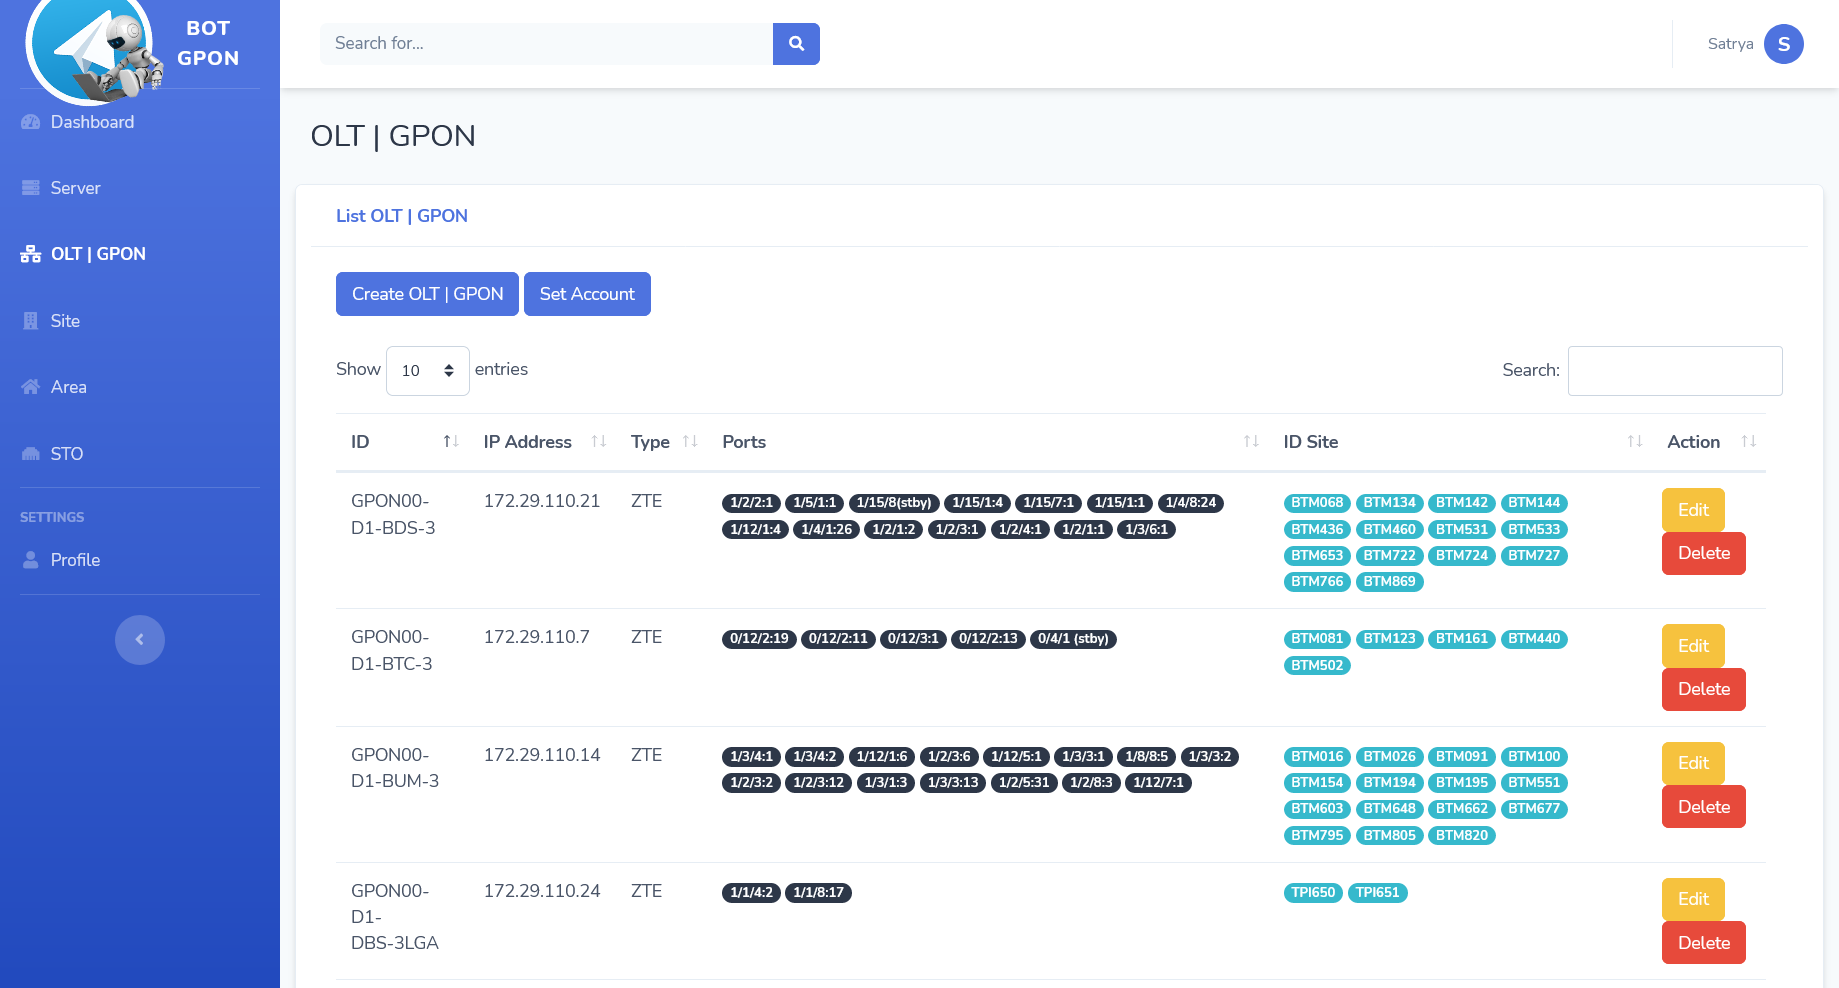 BOT
GPON
Search for...
Satrya
S
Dashboard
Server
OLT | GPON
Site
Area
STO
SETTINGS
Profile
OLT | GPON
List OLT | GPON
Create OLT | GPON Set Account
Show 10 entries
Search:
ID IP Address Type Ports ID Site Action
GPON00- 172.29.110.21 ZTE 1/2/2:1 1/5/1:1 1/15/8(stby) 1/15/1:4 1/15/7:1 1/15/1:1 1/4/8:24 BTM068 BTM134 BTM142 BTM144 Edit
D1-BDS-3 1/12/1:4 1/4/1:26 1/2/1:2 1/2/3:1 1/2/4:1 1/2/1:1 1/3/6:1 BTM436 BTM460 BTM531 BTM533
BTM653 BTM722 BTM724 BTM727 Delete
BTM766 BTM869
GPON00- 172.29.110.7 ZTE 0/12/2:19 0/12/2:11 0/12/3:1 0/12/2:13 0/4/1 (stby) BTM081 BTM123 BTM161 BTM440 Edit
D1-BTC-3 BTM502
Delete
GPON00- 172.29.110.14 ZTE 1/3/4:1 1/3/4:2 1/12/1:6 1/2/3:6 1/12/5:1 1/3/3:1 1/8/8:5 1/3/3:2 BTM016 BTM026 BTM091 BTM100 Edit
D1-BUM-3 1/2/3:2 1/2/3:12 1/3/1:3 1/3/3:13 1/2/5:31 1/2/8:3 1/12/7:1 BTM154 BTM194 BTM195 BTM551
BTM603 BTM648 BTM662 BTM677 Delete
BTM795 BTM805 BTM820
GPON00- 172.29.110.24 ZTE 1/1/4:2 1/1/8:17 TPI650 TPI651 Edit
D1-
DBS-3LGA Delete